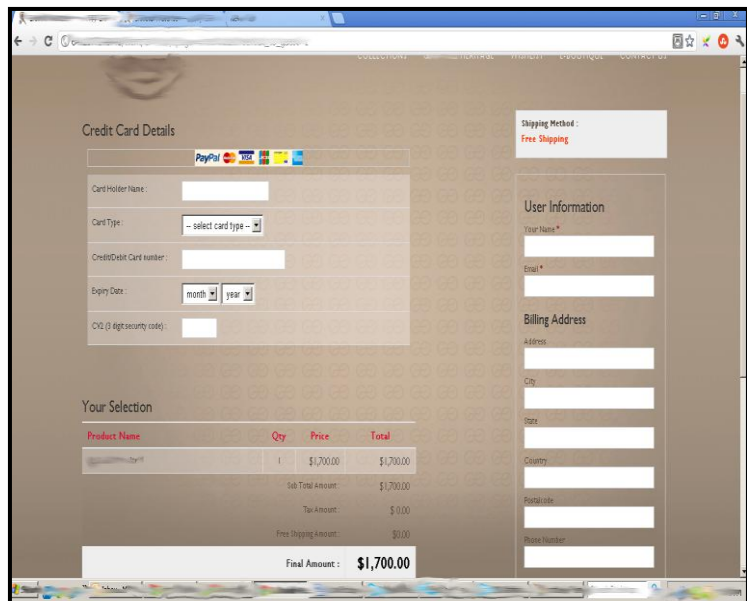 COLLECTIONS HERITAGE E-BOUTIQUE CONTACT US
Credit Card Details
PayPal VISA
Card Holder Name :
Card Type :
-- select card type --
Credit/Debit Card number :
Expiry Date :
month year
CV2 (3 digit security code) :
Your Selection
Product Name Qty Price Total
1 $1,700.00 $1,700.00
Sub Total Amount: $1,700.00
Tax Amount: $ 0.00
Free Shipping Amount: $0.00
Final Amount : $1,700.00
Shipping Method :
Free Shipping
User Information
Your Name *
Email *
Billing Address
Address
City
State
Country
Postalcode
Phone Number